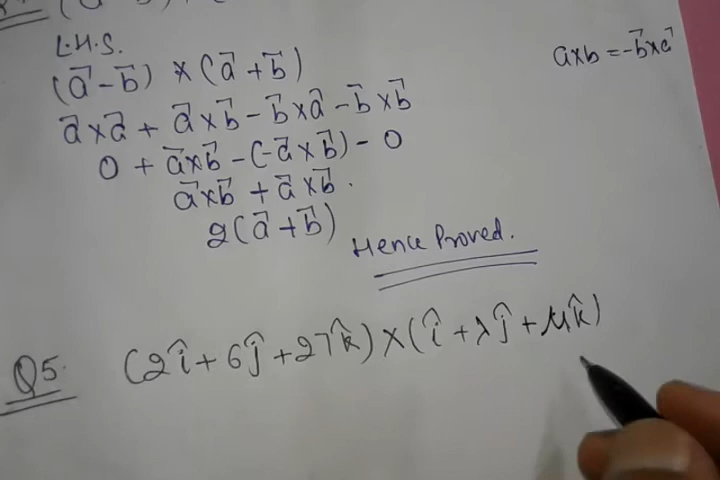 L.H.S.
(a⃗ - b⃗) × (a⃗ + b⃗)
a×b = -b⃗×a⃗
a⃗×a⃗ + a⃗×b⃗ - b⃗×a⃗ - b⃗×b⃗
0 + a⃗×b⃗ - (-a⃗×b⃗) - 0
a⃗×b⃗ + a⃗×b⃗.
2(a⃗ + b⃗)
Hence Proved.
Q5. (2î + 6ĵ + 27k̂) × (î + λĵ + μk̂)